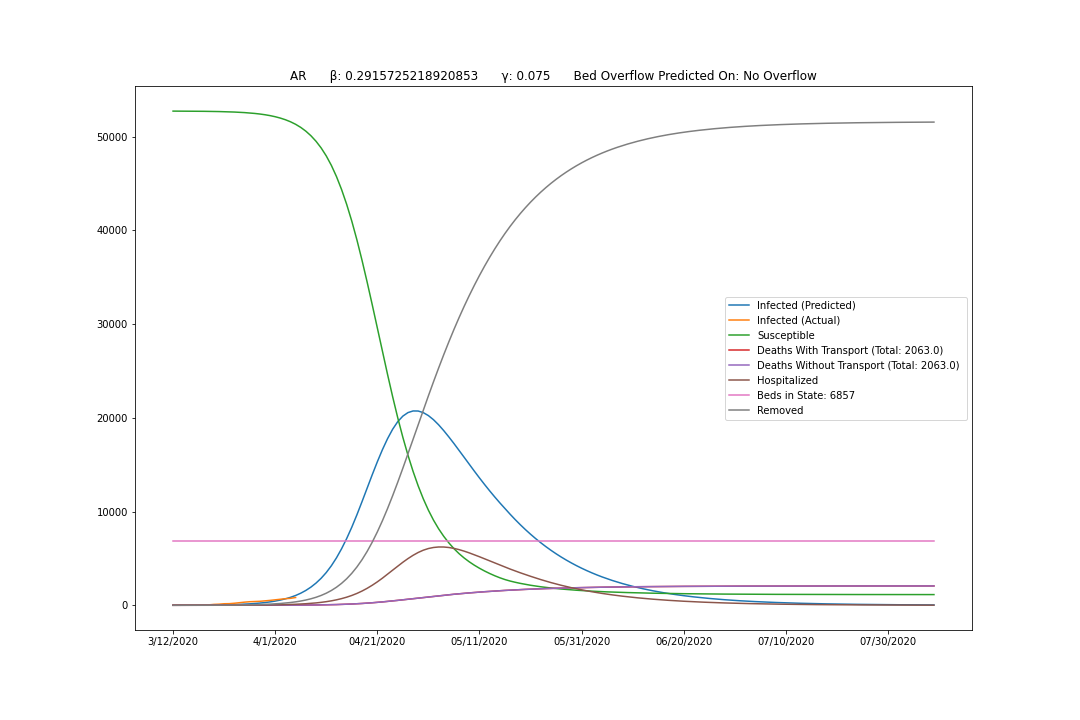 AR β: 0.2915725218920853 γ: 0.075 Bed Overflow Predicted On: No Overflow
50000
40000
30000
20000
10000
0
Infected (Predicted)
Infected (Actual)
Susceptible
Deaths With Transport (Total: 2063.0)
Deaths Without Transport (Total: 2063.0)
Hospitalized
Beds in State: 6857
Removed
3/12/2020 4/1/2020 04/21/2020 05/11/2020 05/31/2020 06/20/2020 07/10/2020 07/30/2020